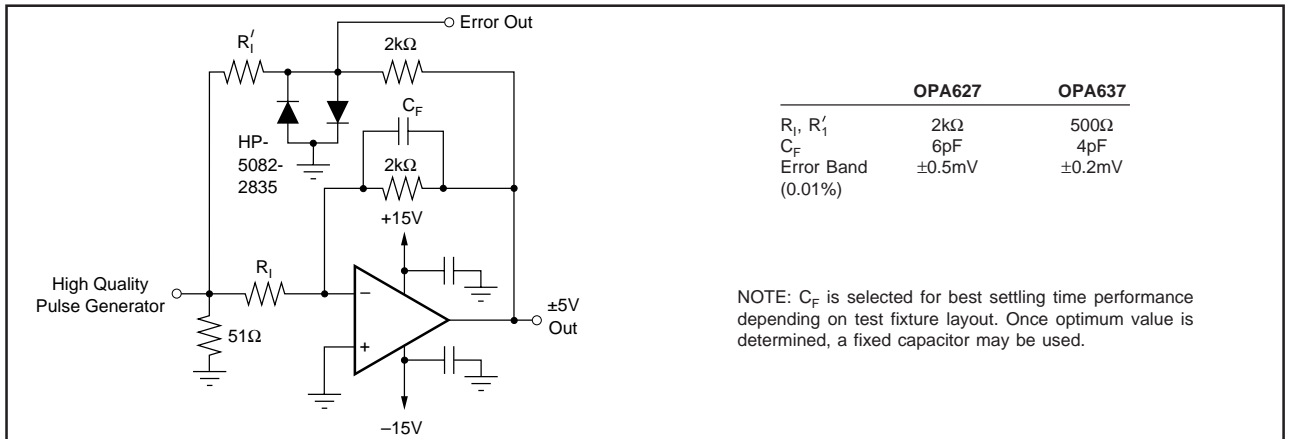 Error Out
R′I
2kΩ
CF
HP-
5082-
2835
2kΩ
+15V
High Quality
Pulse Generator
RI
–
+
51Ω
±5V
Out
–15V
OPA627 OPA637
RI, R′1 2kΩ 500Ω
CF 6pF 4pF
Error Band ±0.5mV ±0.2mV
(0.01%)
NOTE: CF is selected for best settling time performance
depending on test fixture layout. Once optimum value is
determined, a fixed capacitor may be used.